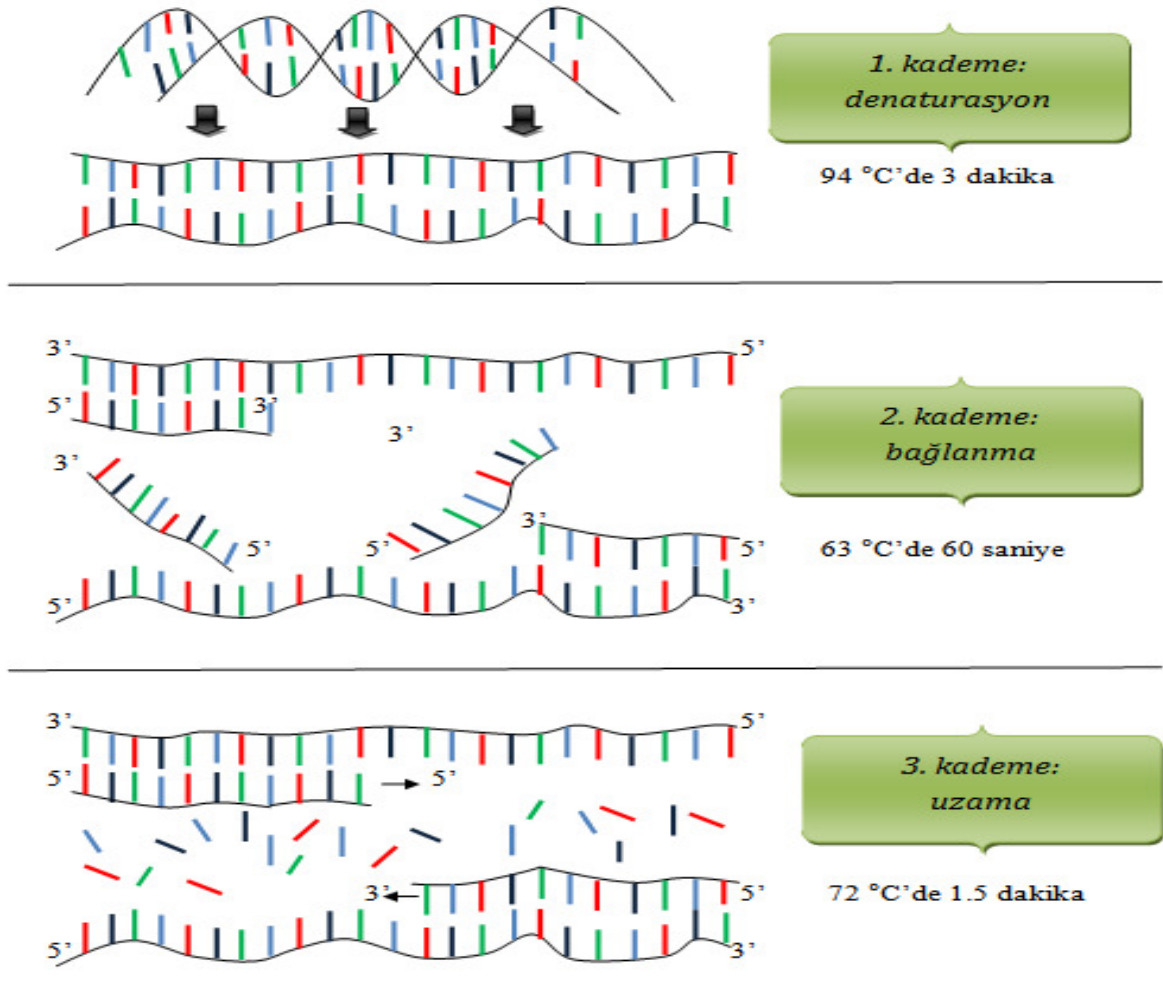 1. kademe:
denaturasyon
94 °C'de 3 dakika
3’ 5’
5’ 3’
3’
3’
5’ 5’
3’
5’
5’ 3’
2. kademe:
bağlanma
63 °C'de 60 saniye
3’ 5’
5’ 5’
3’ 5’
5’ 3’
3. kademe:
uzama
72 °C'de 1.5 dakika